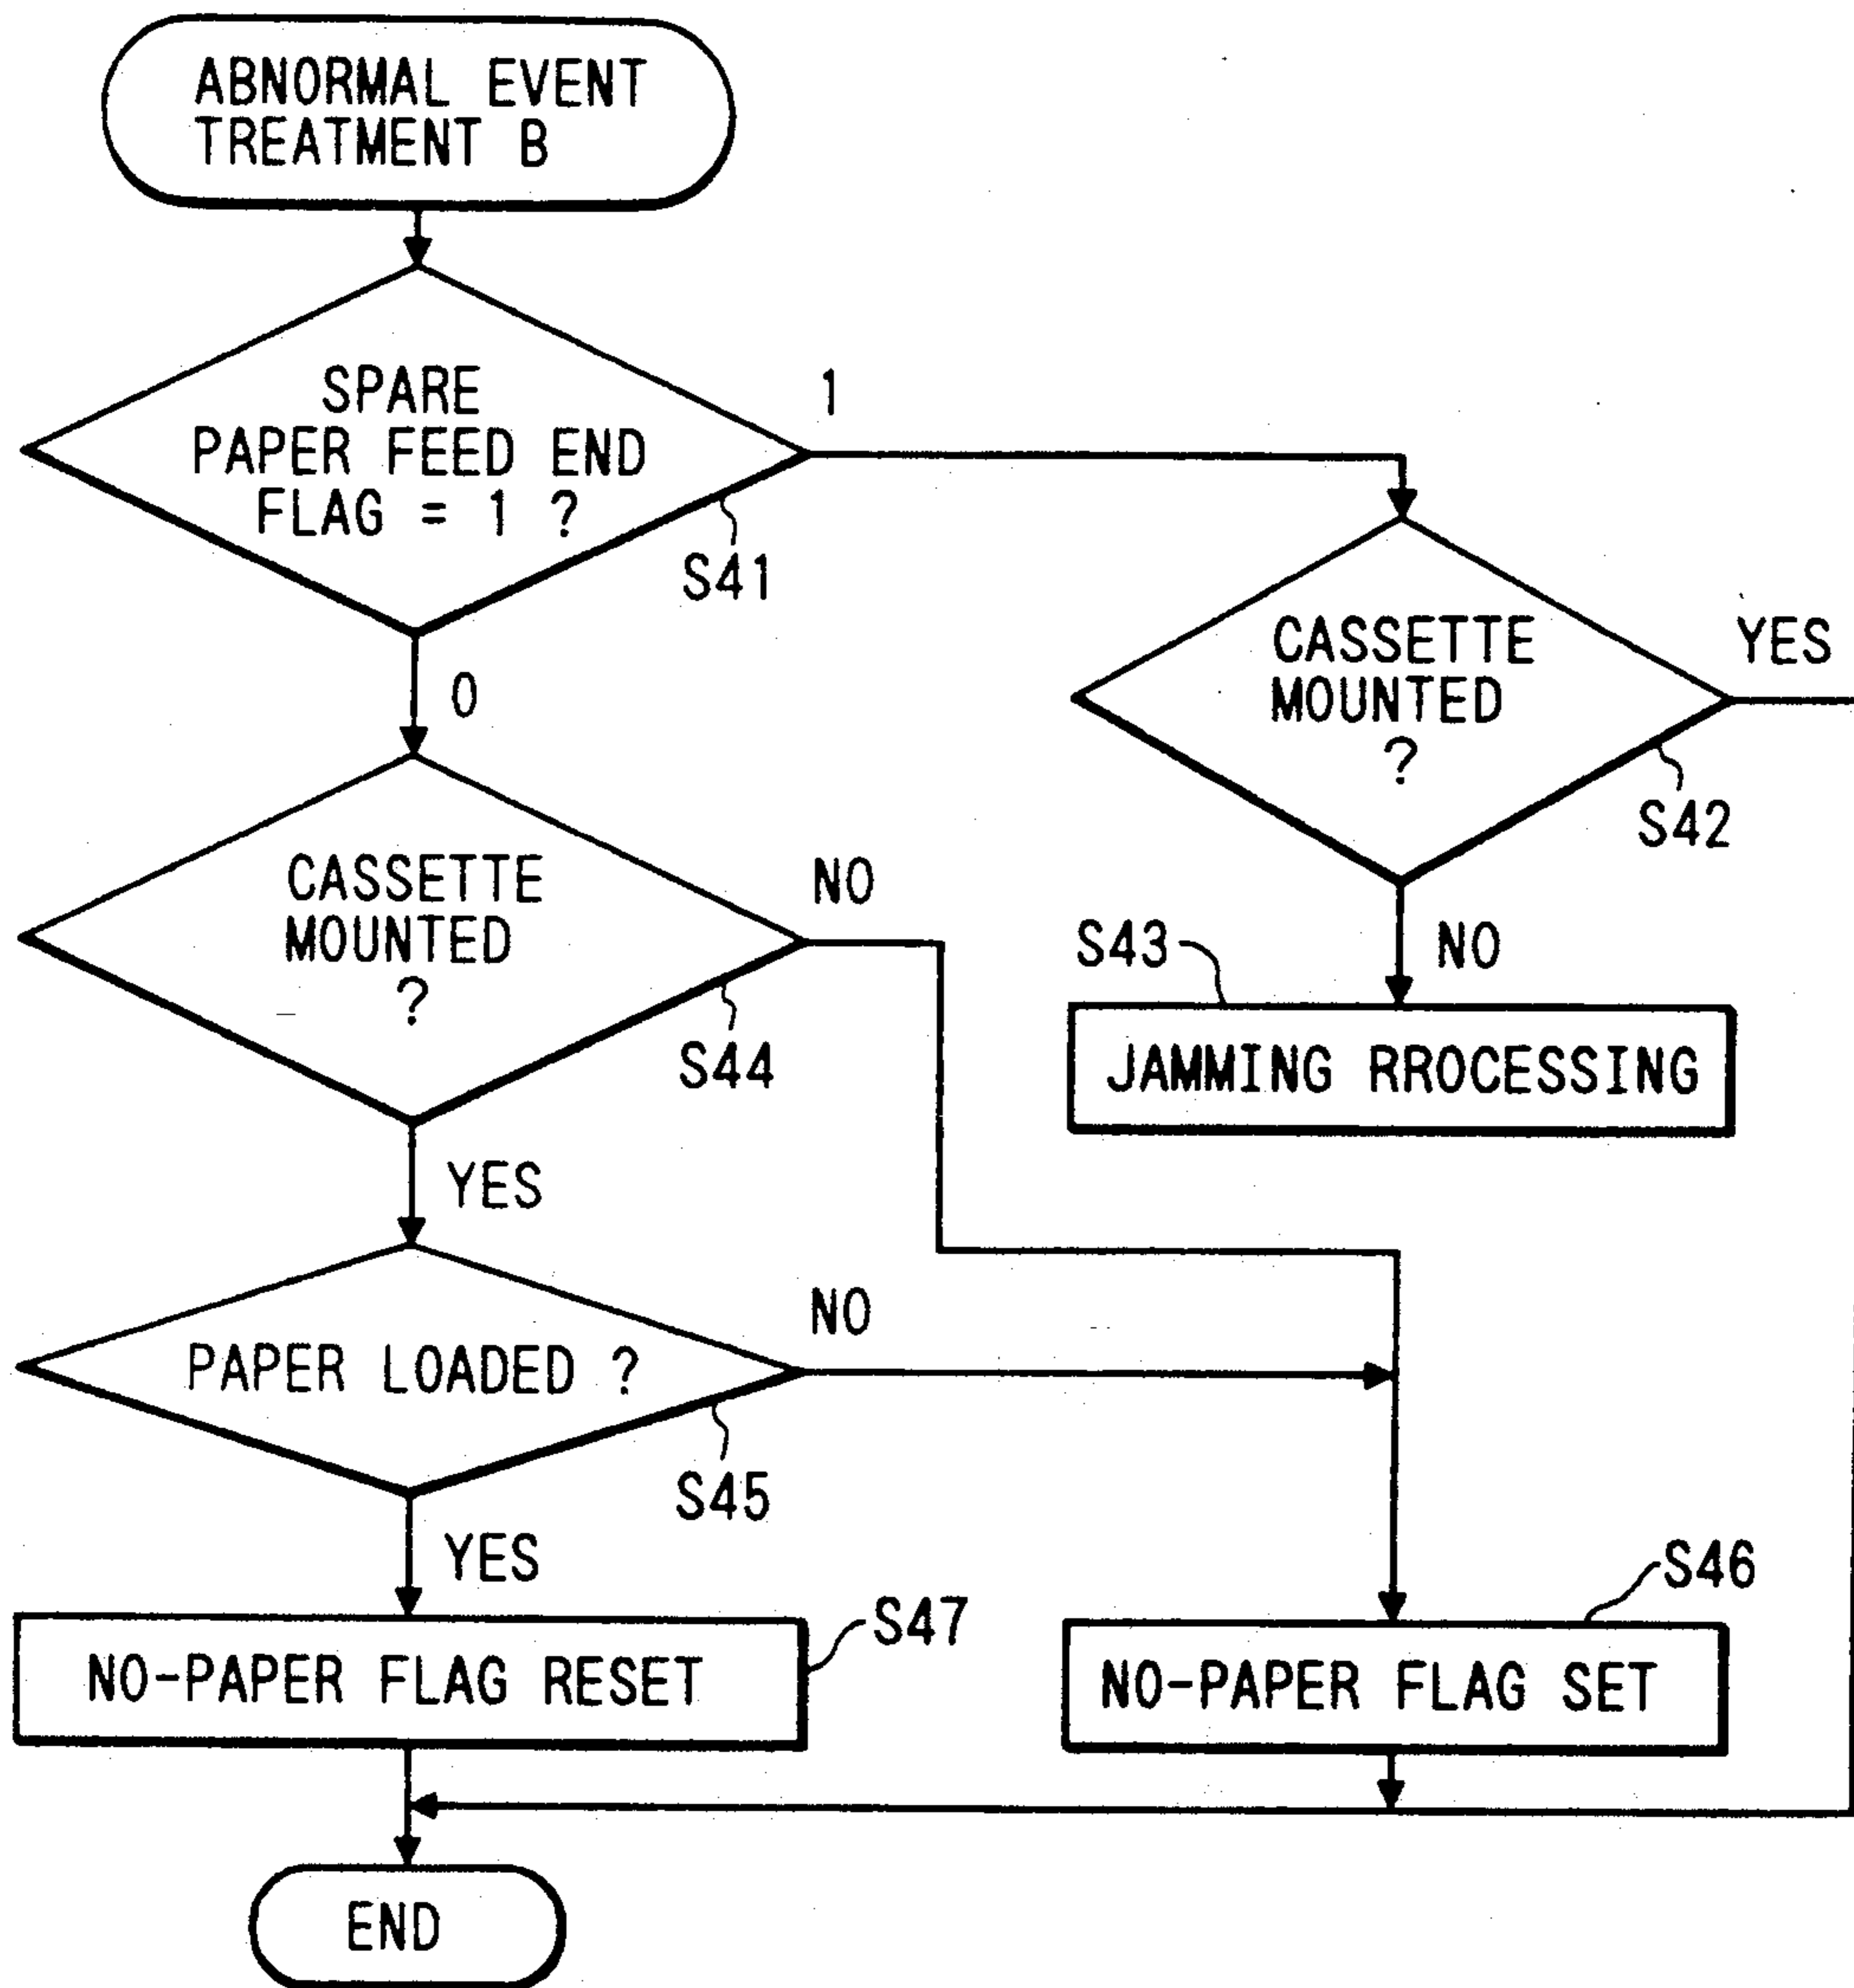 ABNORMAL EVENT
TREATMENT B
SPARE
PAPER FEED END
FLAG = 1 ?
1
S41
0
CASSETTE
MOUNTED
?
YES
S42
NO
S43
JAMMING RROCESSING
CASSETTE
MOUNTED
?
NO
S44
YES
PAPER LOADED ?
NO
S45
YES
NO-PAPER FLAG RESET
S47
S46
NO-PAPER FLAG SET
END